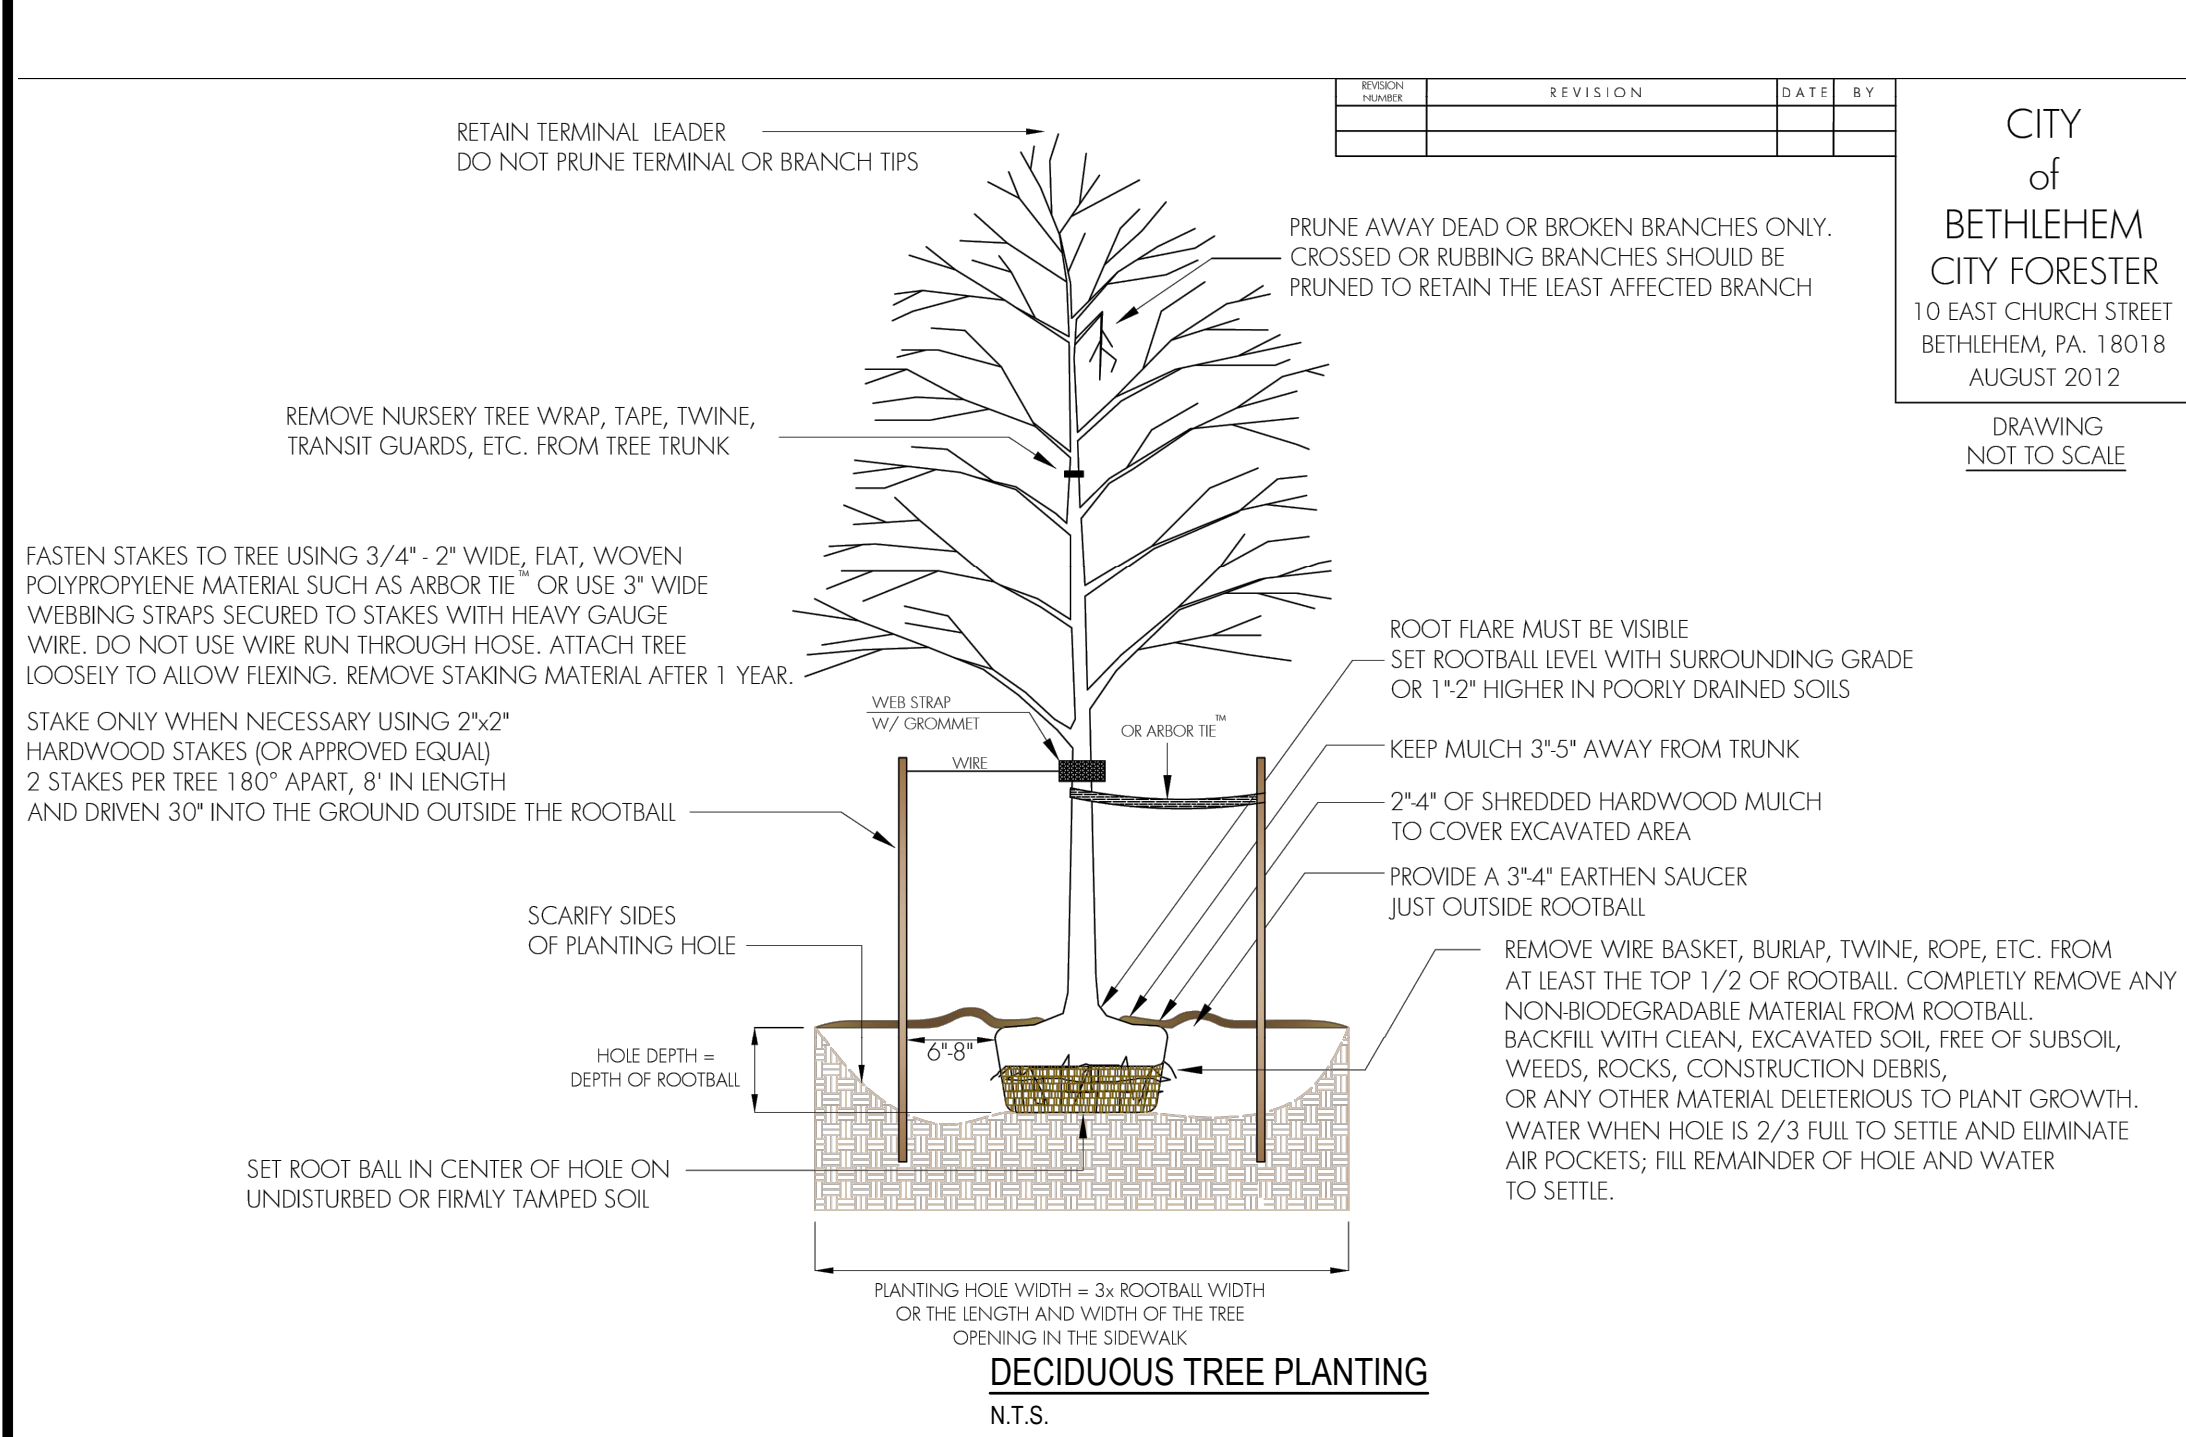 REVISION
NUMBER
REVISION
DATE
BY
CITY
of
BETHLEHEM
CITY FORESTER
10 EAST CHURCH STREET
BETHLEHEM, PA. 18018
AUGUST 2012
DRAWING
NOT TO SCALE
RETAIN TERMINAL LEADER
DO NOT PRUNE TERMINAL OR BRANCH TIPS
PRUNE AWAY DEAD OR BROKEN BRANCHES ONLY.
CROSSED OR RUBBING BRANCHES SHOULD BE
PRUNED TO RETAIN THE LEAST AFFECTED BRANCH
REMOVE NURSERY TREE WRAP, TAPE, TWINE,
TRANSIT GUARDS, ETC. FROM TREE TRUNK
FASTEN STAKES TO TREE USING 3/4" - 2" WIDE, FLAT, WOVEN
POLYPROPYLENE MATERIAL SUCH AS ARBOR TIE™ OR USE 3" WIDE
WEBBING STRAPS SECURED TO STAKES WITH HEAVY GAUGE
WIRE. DO NOT USE WIRE RUN THROUGH HOSE. ATTACH TREE
LOOSELY TO ALLOW FLEXING. REMOVE STAKING MATERIAL AFTER 1 YEAR.
STAKE ONLY WHEN NECESSARY USING 2"x2"
HARDWOOD STAKES (OR APPROVED EQUAL)
2 STAKES PER TREE 180° APART, 8' IN LENGTH
AND DRIVEN 30" INTO THE GROUND OUTSIDE THE ROOTBALL
WEB STRAP
W/ GROMMET
WIRE
OR ARBOR TIE™
ROOT FLARE MUST BE VISIBLE
SET ROOTBALL LEVEL WITH SURROUNDING GRADE
OR 1"-2" HIGHER IN POORLY DRAINED SOILS
KEEP MULCH 3"-5" AWAY FROM TRUNK
2"-4" OF SHREDDED HARDWOOD MULCH
TO COVER EXCAVATED AREA
PROVIDE A 3"-4" EARTHEN SAUCER
JUST OUTSIDE ROOTBALL
SCARIFY SIDES
OF PLANTING HOLE
REMOVE WIRE BASKET, BURLAP, TWINE, ROPE, ETC. FROM
AT LEAST THE TOP 1/2 OF ROOTBALL. COMPLETLY REMOVE ANY
NON-BIODEGRADABLE MATERIAL FROM ROOTBALL.
BACKFILL WITH CLEAN, EXCAVATED SOIL, FREE OF SUBSOIL,
WEEDS, ROCKS, CONSTRUCTION DEBRIS,
OR ANY OTHER MATERIAL DELETERIOUS TO PLANT GROWTH.
WATER WHEN HOLE IS 2/3 FULL TO SETTLE AND ELIMINATE
AIR POCKETS; FILL REMAINDER OF HOLE AND WATER
TO SETTLE.
6"-8"
HOLE DEPTH =
DEPTH OF ROOTBALL
SET ROOT BALL IN CENTER OF HOLE ON
UNDISTURBED OR FIRMLY TAMPED SOIL
PLANTING HOLE WIDTH = 3x ROOTBALL WIDTH
OR THE LENGTH AND WIDTH OF THE TREE
OPENING IN THE SIDEWALK
DECIDUOUS TREE PLANTING
N.T.S.